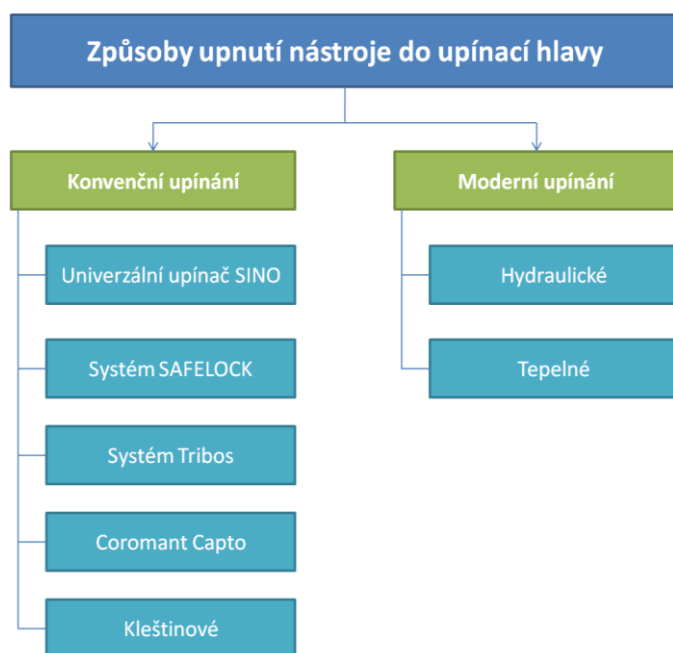 Způsoby upnutí nástroje do upínací hlavy
Konvenční upínání
Univerzální upínač SINO
Systém SAFELOCK
Systém Tribos
Coromant Capto
Kleštinové
Moderní upínání
Hydraulické
Tepelné